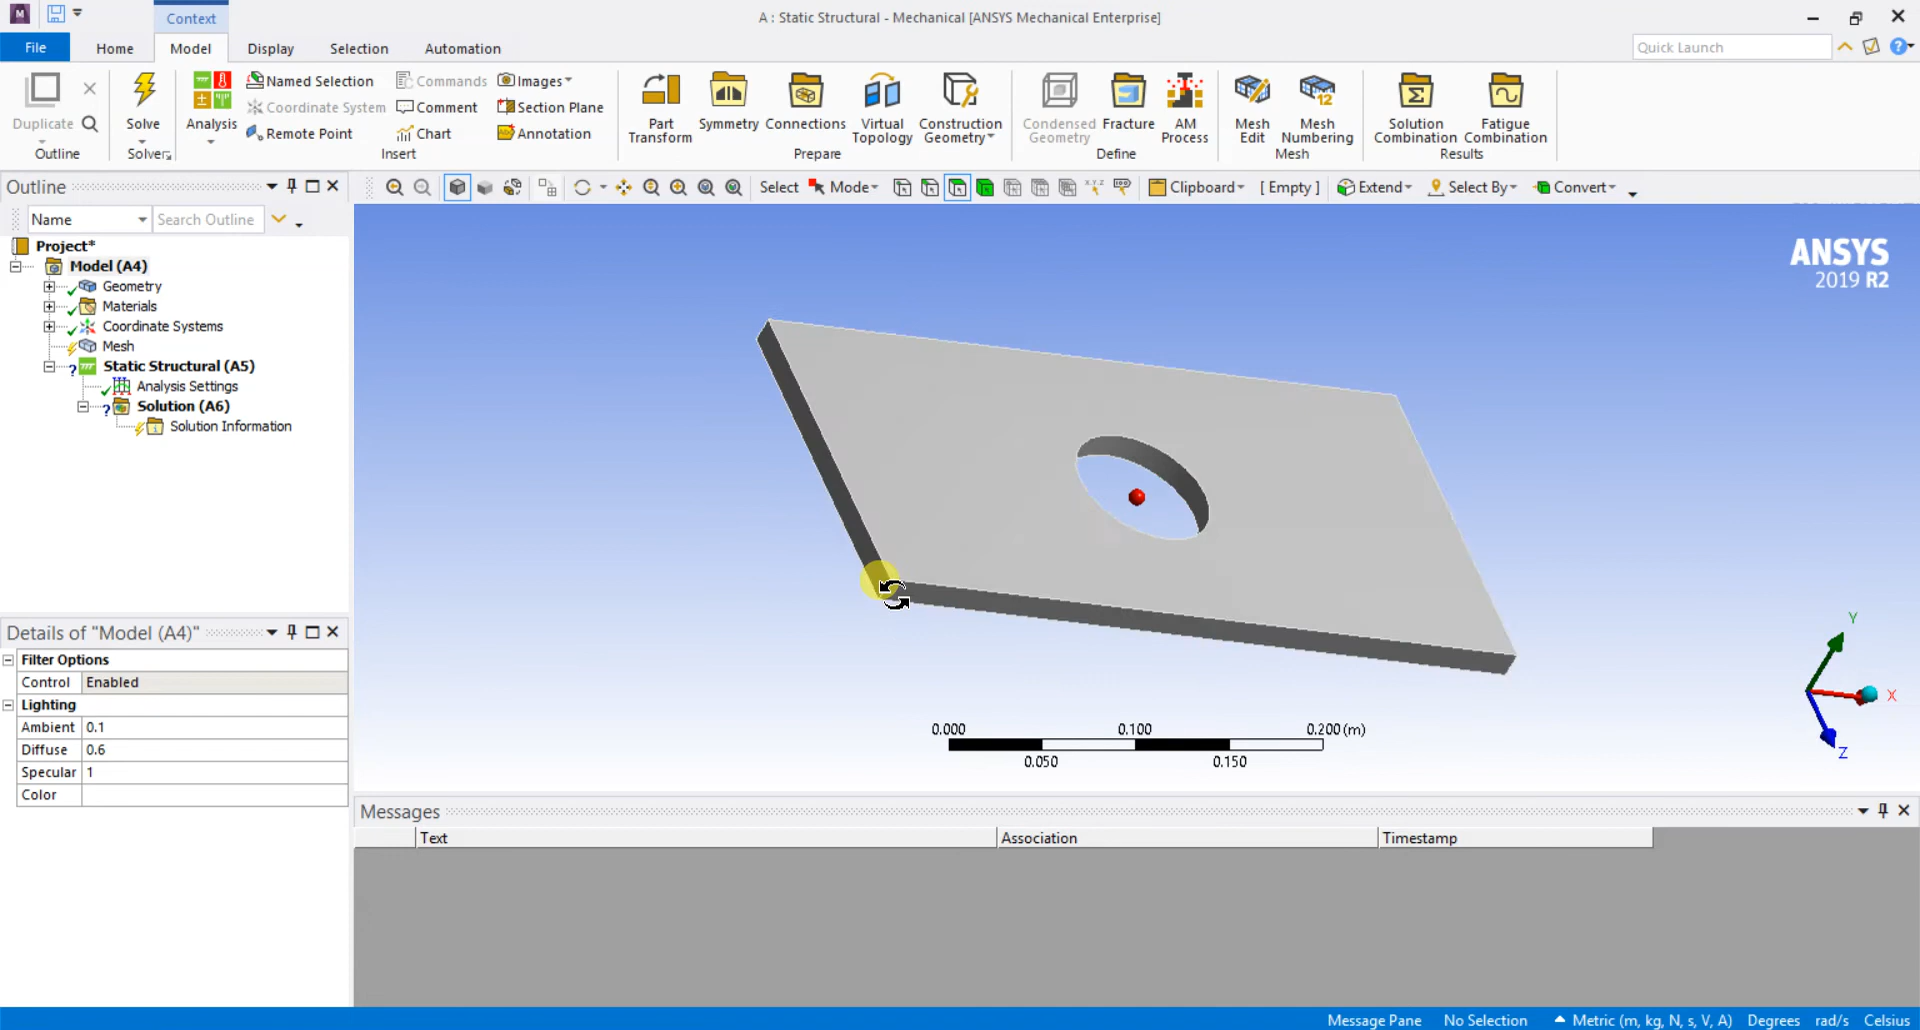 M
Context
A : Static Structural - Mechanical [ANSYS Mechanical Enterprise]
File
Home
Model
Display
Selection
Automation
Quick Launch
Duplicate
Outline
Solve
Solver
Analysis
Named Selection
Coordinate System
Remote Point
Commands
Comment
Chart
Images
Section Plane
Annotation
Insert
Part Transform
Symmetry
Connections
Virtual Topology
Construction Geometry
Prepare
Condensed Geometry
Fracture
AM Process
Define
Mesh Edit
Mesh Numbering
Mesh
Solution Combination
Fatigue Combination
Results
Outline
Select
Mode
Clipboard
[ Empty ]
Extend
Select By
Convert
Name
Search Outline
Project*
Model (A4)
Geometry
Materials
Coordinate Systems
Mesh
Static Structural (A5)
Analysis Settings
Solution (A6)
Solution Information
ANSYS
2019 R2
Y
X
Z
0.000
0.100
0.200 (m)
0.050
0.150
Details of "Model (A4)"
Filter Options
Control Enabled
Lighting
Ambient 0.1
Diffuse 0.6
Specular 1
Color
Messages
Text
Association
Timestamp
Message Pane
No Selection
Metric (m, kg, N, s, V, A)
Degrees
rad/s
Celsius